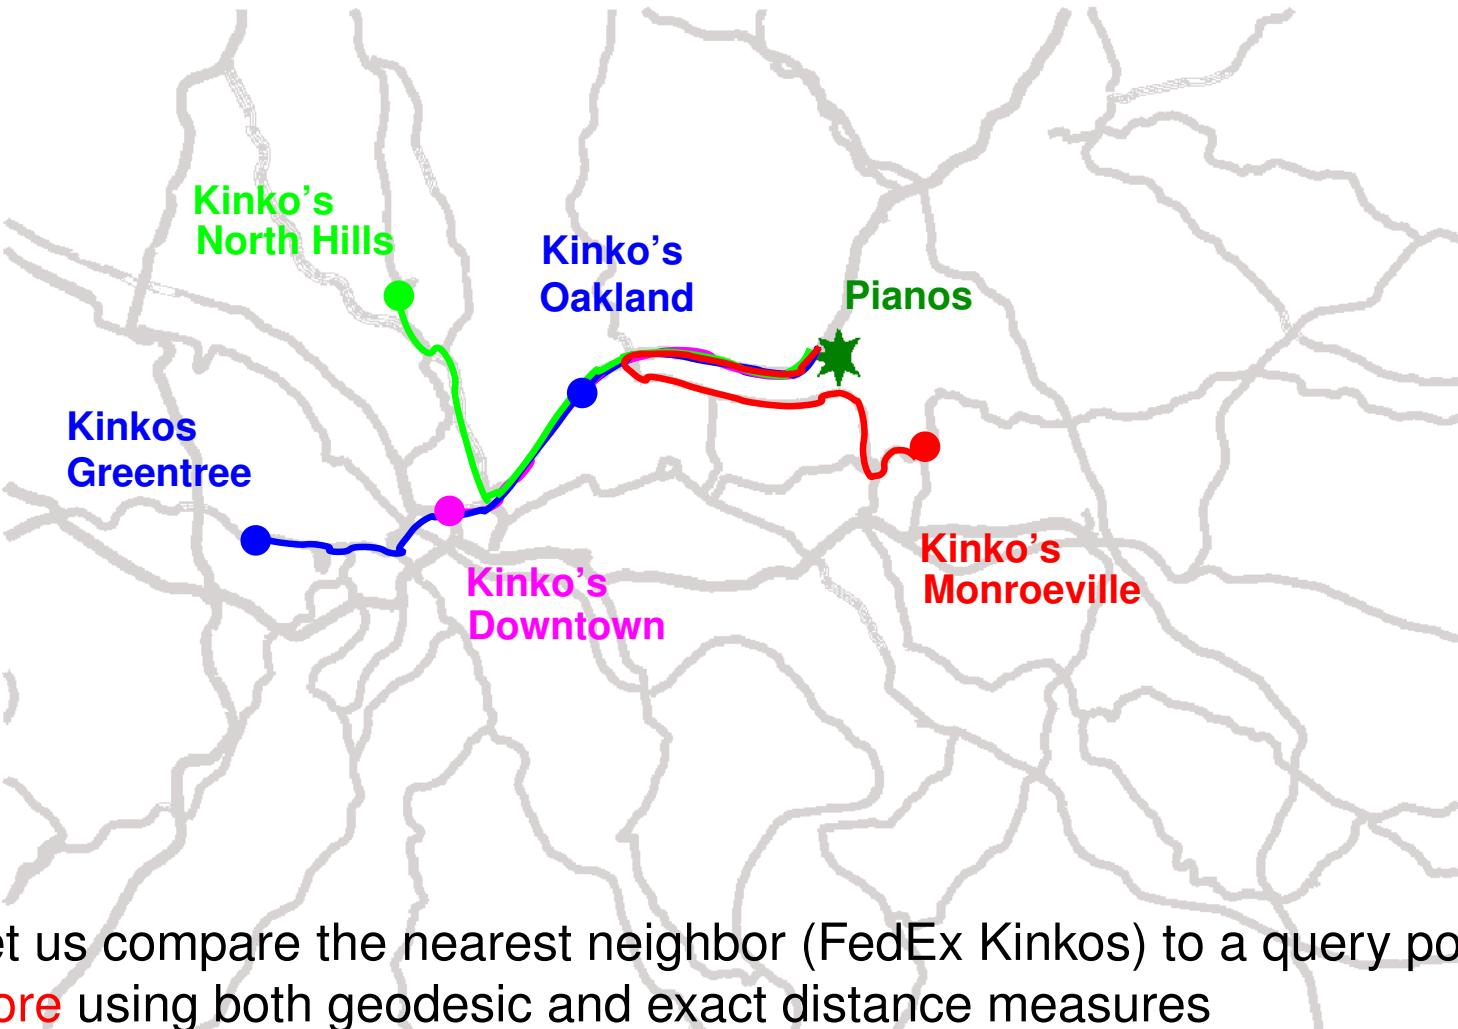 Kinko’s
North Hills
Kinko’s
Oakland
Pianos
Kinkos
Greentree
Kinko’s
Monroeville
Kinko’s
Downtown
et us compare the nearest neighbor (FedEx Kinkos) to a query po
ore using both geodesic and exact distance measures